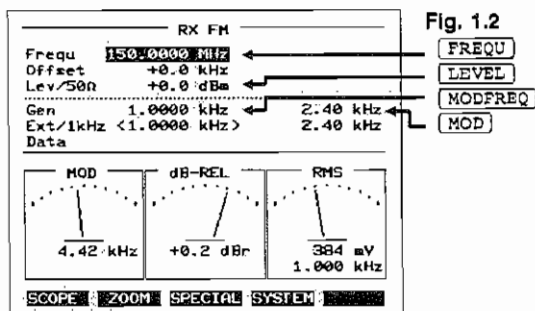 Fig. 1.2
RX FM
Frequ 150.0000 MHz
FREQU
Offset +0.0 kHz
Lev/50Ω +0.0 dBm
LEVEL
Gen 1.0000 kHz 2.40 kHz
MODFREQ
Ext/1kHz <1.0000 kHz> 2.40 kHz
MOD
Data
MOD dB-REL RMS
4.42 kHz +0.2 dBr 384 mV
1.000 kHz
SCOPE ZOOM SPECIAL SYSTEM